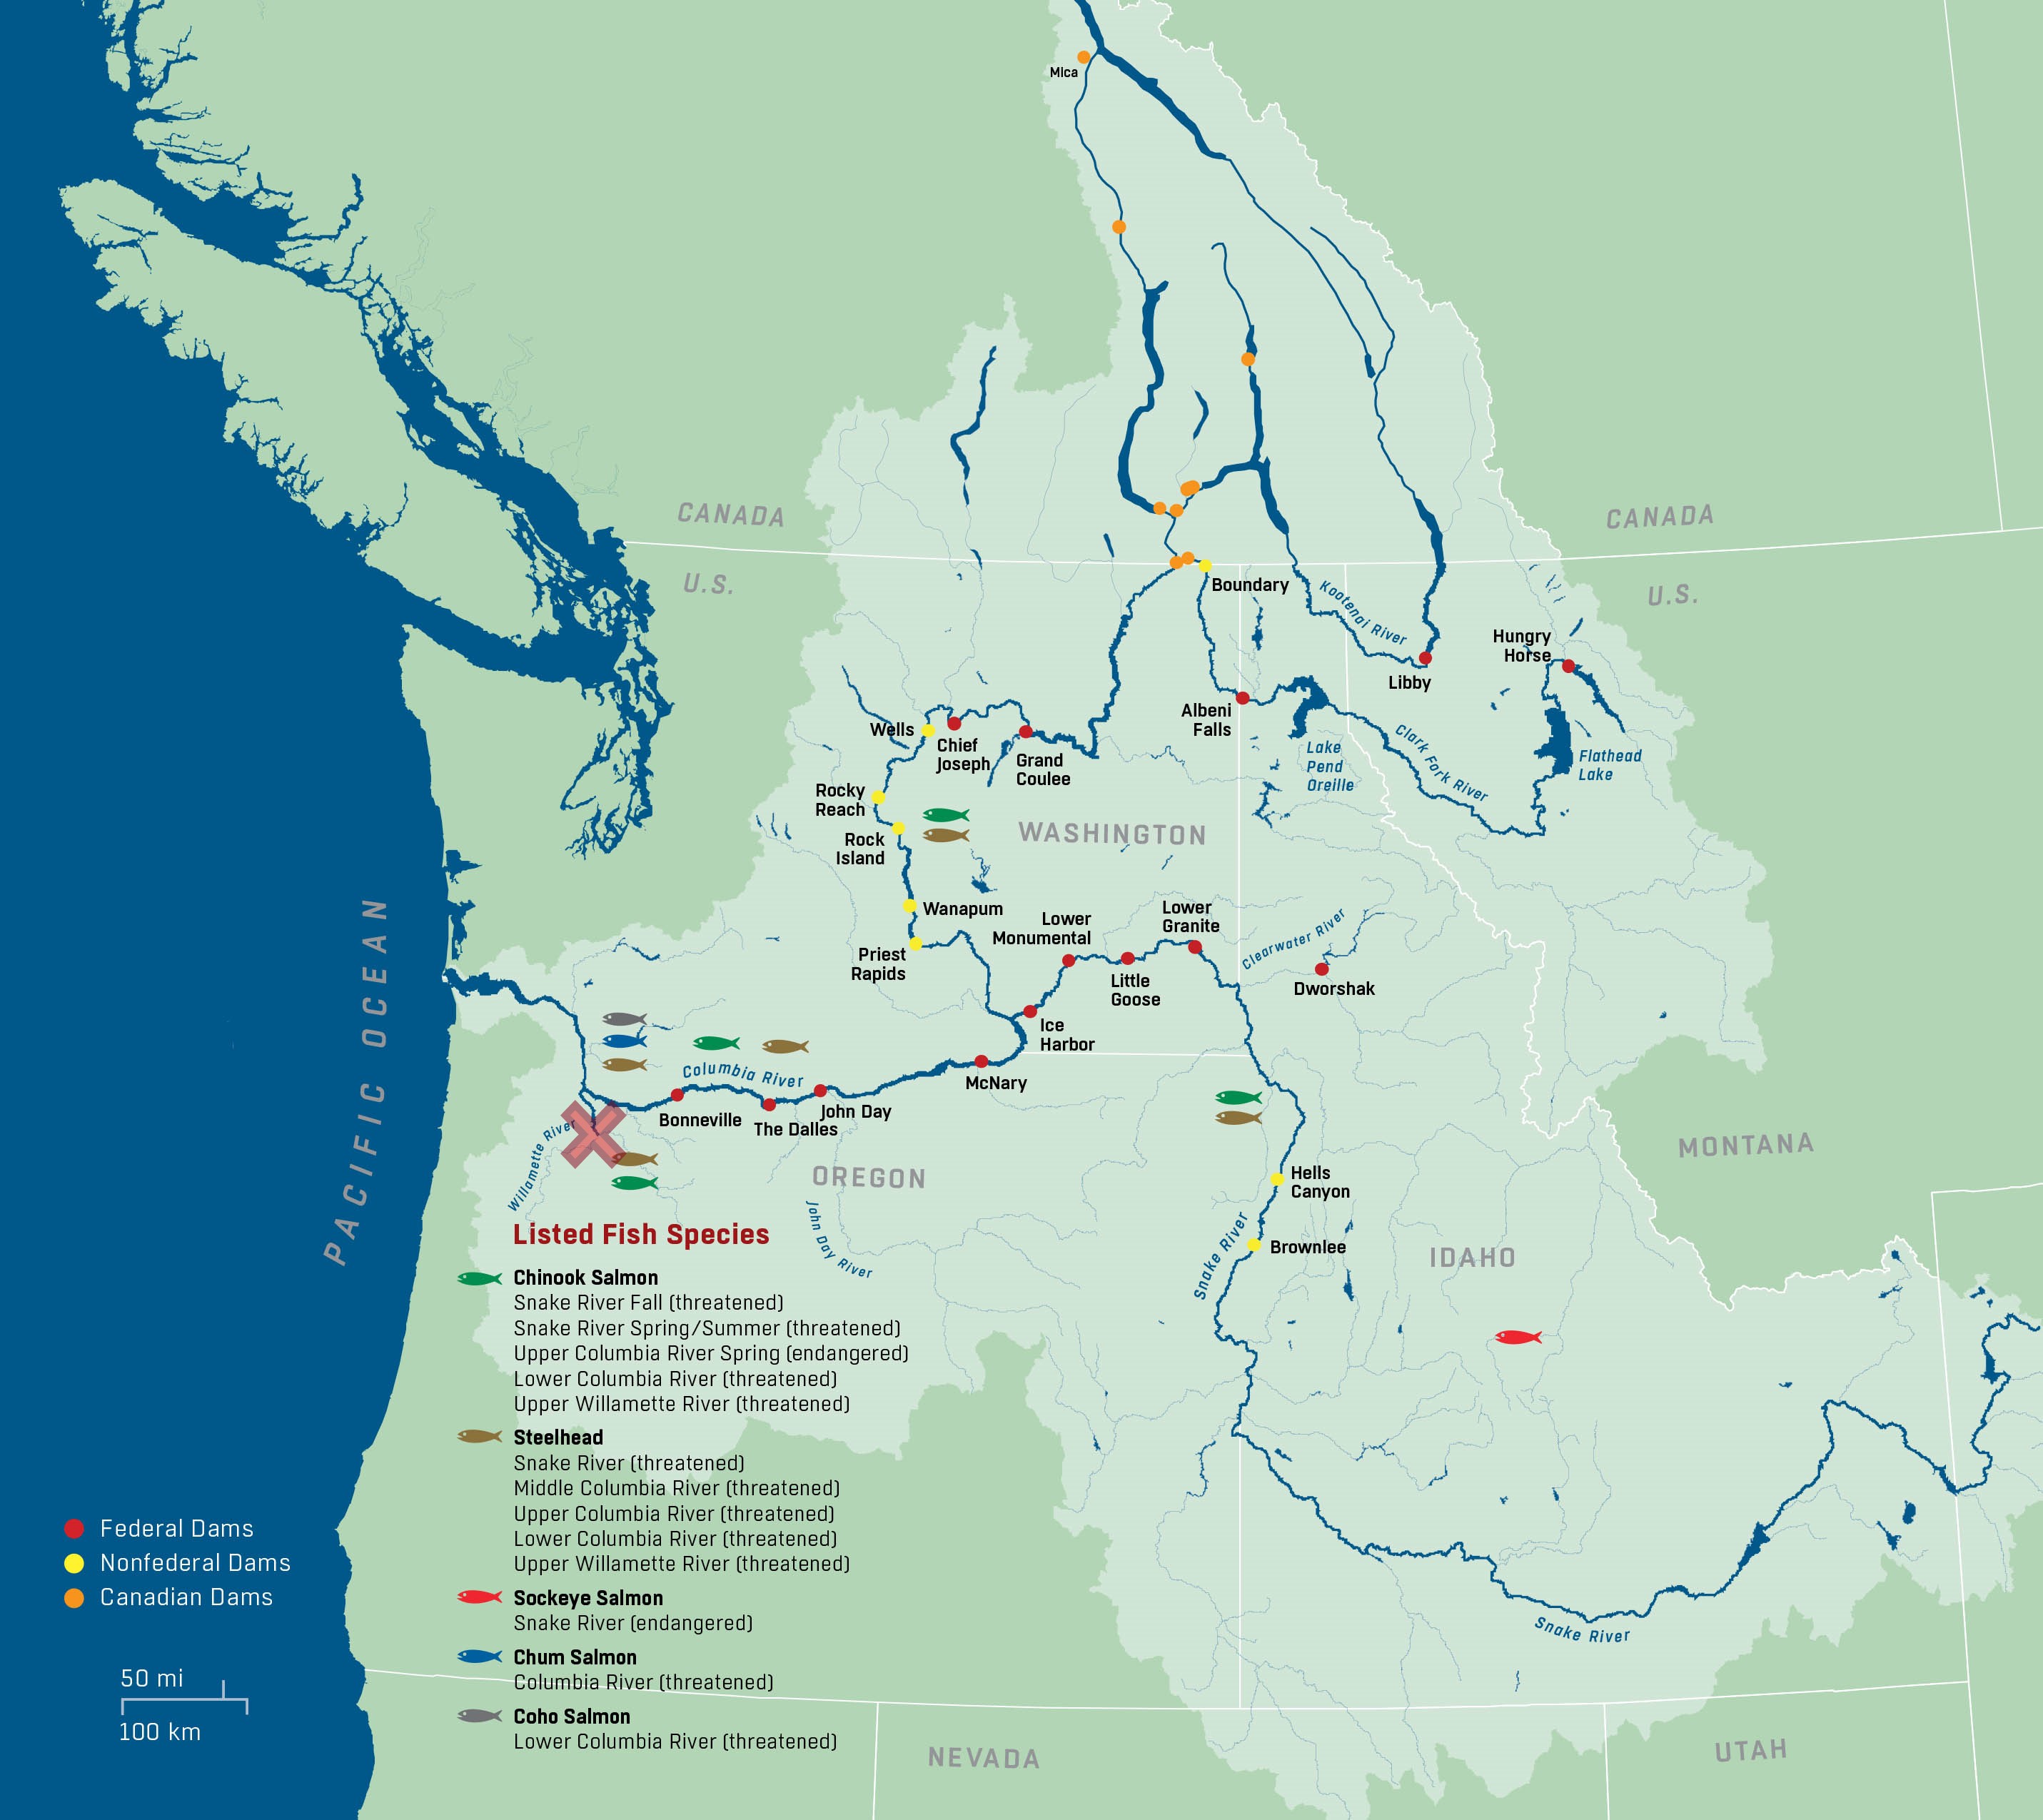 Mica
CANADA
CANADA
U.S.
U.S.
Boundary
Kootenai River
Hungry
Horse
Libby
Albeni
Falls
Wells
Chief
Joseph
Grand
Coulee
Lake
Pend
Oreille
Clark Fork River
Flathead
Lake
Rocky
Reach
Rock
Island
WASHINGTON
Wanapum
Lower
Monumental
Lower
Granite
Clearwater River
Priest
Rapids
Little
Goose
Dworshak
Ice
Harbor
PACIFIC OCEAN
Columbia River
McNary
Bonneville
The Dalles
John Day
Willamette River
OREGON
MONTANA
Hells
Canyon
John Day River
Snake River
Brownlee
IDAHO
Listed Fish Species
Chinook Salmon
Snake River Fall (threatened)
Snake River Spring/Summer (threatened)
Upper Columbia River Spring (endangered)
Lower Columbia River (threatened)
Upper Willamette River (threatened)
Steelhead
Snake River (threatened)
Middle Columbia River (threatened)
Upper Columbia River (threatened)
Lower Columbia River (threatened)
Upper Willamette River (threatened)
Sockeye Salmon
Snake River (endangered)
Chum Salmon
Columbia River (threatened)
Coho Salmon
Lower Columbia River (threatened)
Federal Dams
Nonfederal Dams
Canadian Dams
50 mi
100 km
Snake River
NEVADA
UTAH